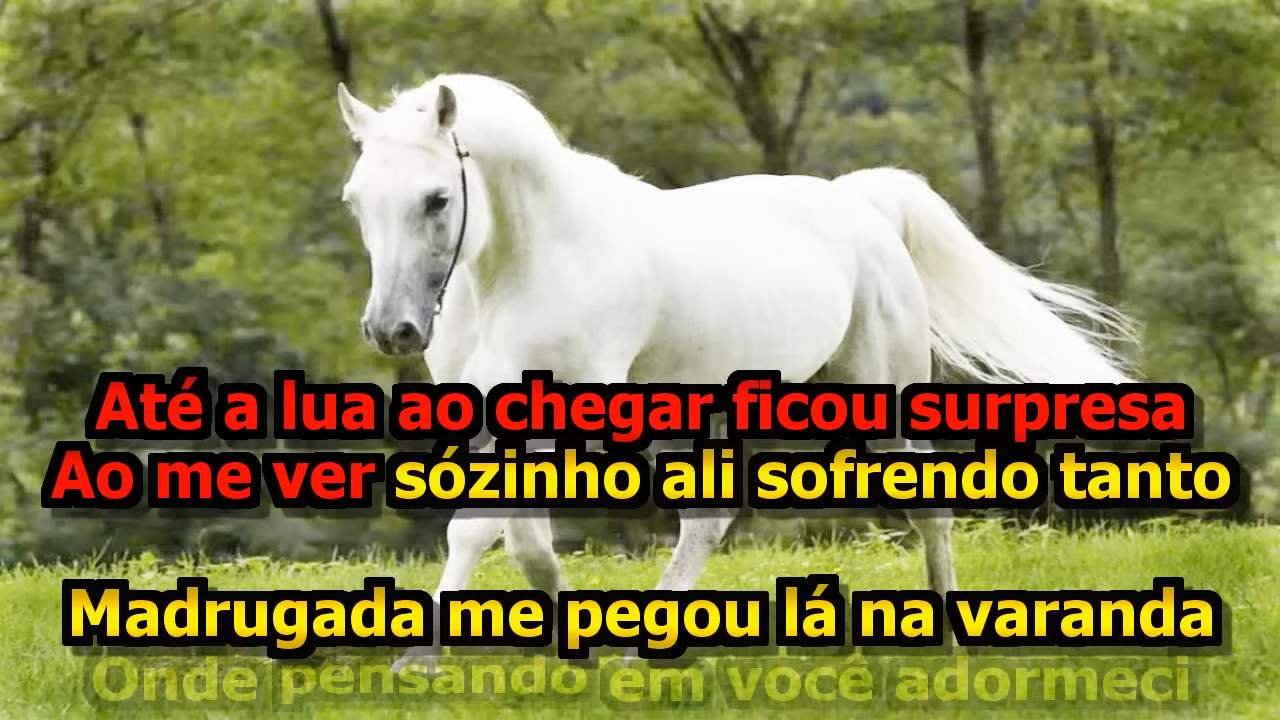 Até a lua ao chegar ficou surpresa
Ao me ver sózinho ali sofrendo tanto
Madrugada me pegou lá na varanda
Onde pensando em você adormeci